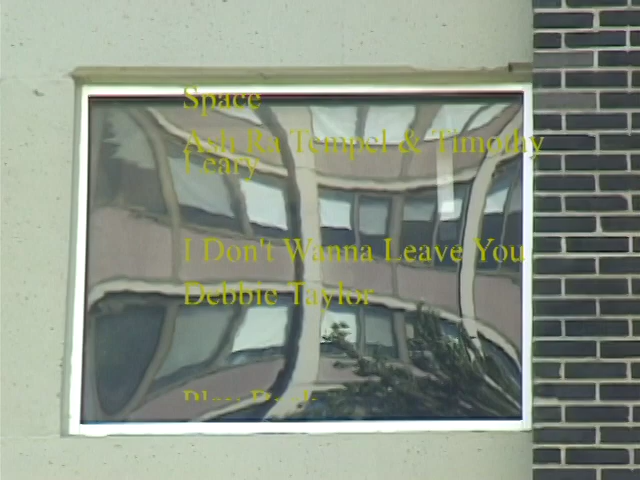 Space
Ash Ra Tempel & Timothy
Leary
I Don't Wanna Leave You
Debbie Taylor